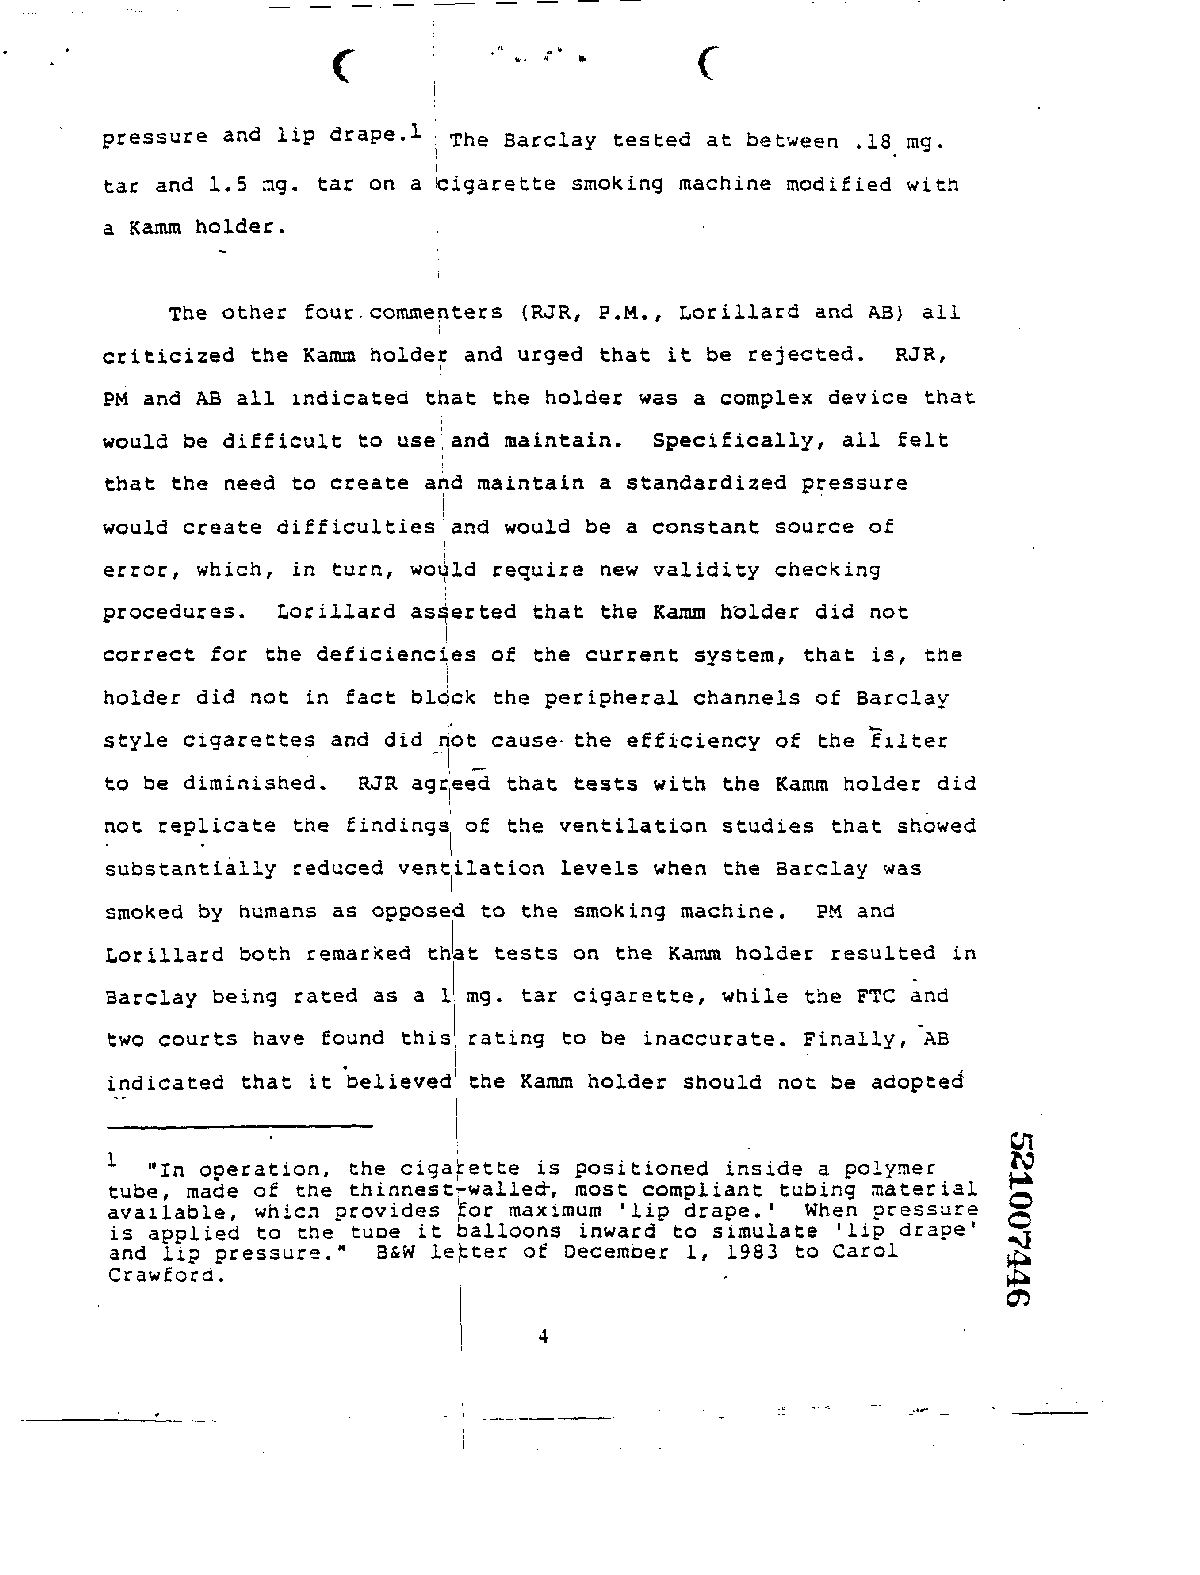 pressure and lip drape.1 The Barclay tested at between .18 mg.
tar and 1.5 mg. tar on a cigarette smoking machine modified with
a Kamm holder.
The other four commenters (RJR, P.M., Lorillard and AB) all
criticized the Kamm holder and urged that it be rejected. RJR,
PM and AB all indicated that the holder was a complex device that
would be difficult to use and maintain. Specifically, all felt
that the need to create and maintain a standardized pressure
would create difficulties and would be a constant source of
error, which, in turn, would require new validity checking
procedures. Lorillard asserted that the Kamm holder did not
correct for the deficiencies of the current system, that is, the
holder did not in fact block the peripheral channels of Barclay
style cigarettes and did not cause the efficiency of the filter
to be diminished. RJR agreed that tests with the Kamm holder did
not replicate the findings of the ventilation studies that showed
substantially reduced ventilation levels when the Barclay was
smoked by humans as opposed to the smoking machine. PM and
Lorillard both remarked that tests on the Kamm holder resulted in
Barclay being rated as a 1 mg. tar cigarette, while the FTC and
two courts have found this rating to be inaccurate. Finally, AB
indicated that it believed the Kamm holder should not be adopted
1 "In operation, the cigarette is positioned inside a polymer
tube, made of the thinnest-walled, most compliant tubing material
available, which provides for maximum 'lip drape.' When pressure
is applied to the tube it balloons inward to simulate 'lip drape'
and lip pressure." B&W letter of December 1, 1983 to Carol
Crawford.
4
521007446